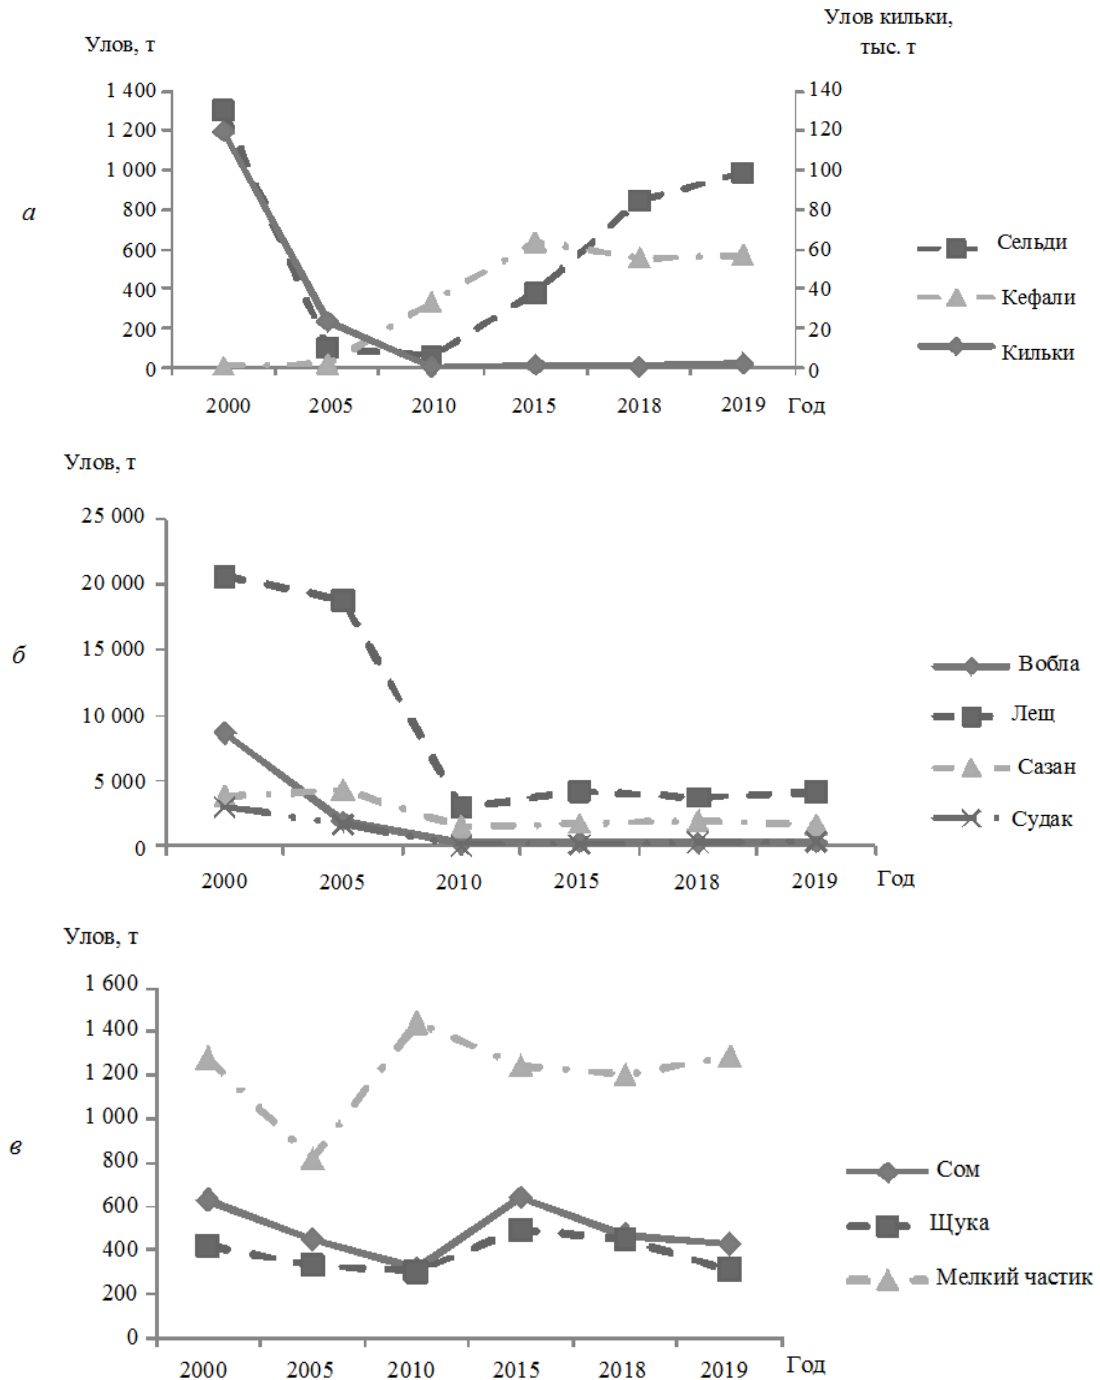 Улов, т
Улов кильки,
тыс. т
1 400
1 200
1 000
800
600
400
200
0
140
120
100
80
60
40
20
0
а
Сельди
Кефали
Кильки
2000 2005 2010 2015 2018 2019 Год
Улов, т
25 000
20 000
15 000
10 000
5 000
0
б
Вобла
Лещ
Сазан
Судак
2000 2005 2010 2015 2018 2019 Год
Улов, т
1 600
1 400
1 200
1 000
800
600
400
200
0
в
Сом
Щука
Мелкий частик
2000 2005 2010 2015 2018 2019 Год